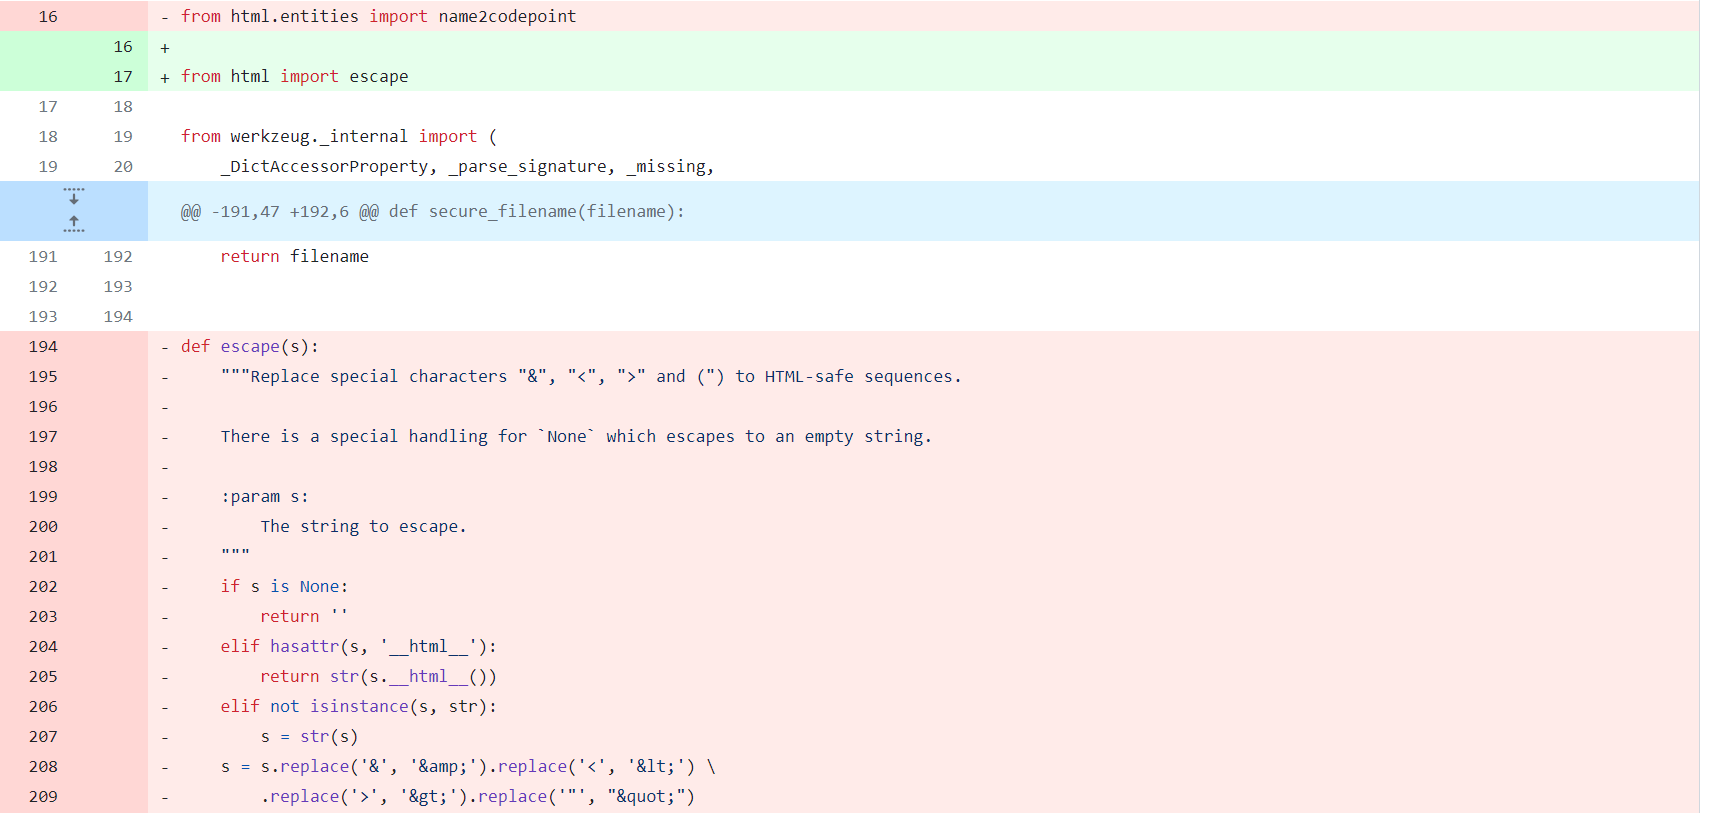 16 - from html.entities import name2codepoint
16 +
17 + from html import escape
17 18
18 19 from werkzeug._internal import (
19 20 _DictAccessorProperty, _parse_signature, _missing,
@@ -191,47 +192,6 @@ def secure_filename(filename):
191 192 return filename
192 193
193 194
194 - def escape(s):
195 - """Replace special characters "&", "<", ">" and (") to HTML-safe sequences.
196 -
197 - There is a special handling for `None` which escapes to an empty string.
198 -
199 - :param s:
200 - The string to escape.
201 - """
202 - if s is None:
203 - return ''
204 - elif hasattr(s, '__html__'):
205 - return str(s.__html__())
206 - elif not isinstance(s, str):
207 - s = str(s)
208 - s = s.replace('&', '&amp;').replace('<', '&lt;') \
209 - .replace('>', '&gt;').replace('"', "&quot;")